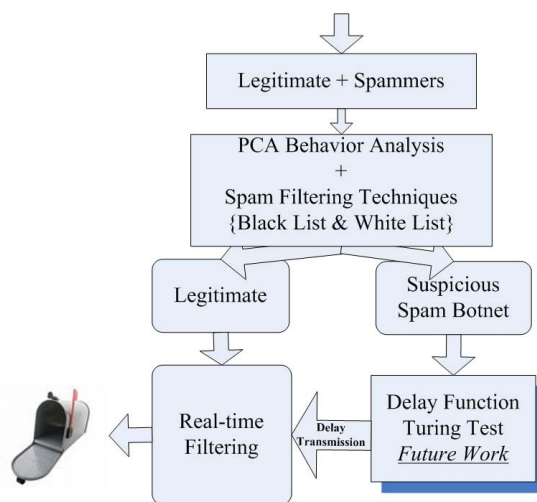 Legitimate + Spammers
PCA Behavior Analysis
+
Spam Filtering Techniques
{Black List & White List}
Legitimate
Suspicious
Spam Botnet
Real-time
Filtering
Delay
Transmission
Delay Function
Turing Test
Future Work